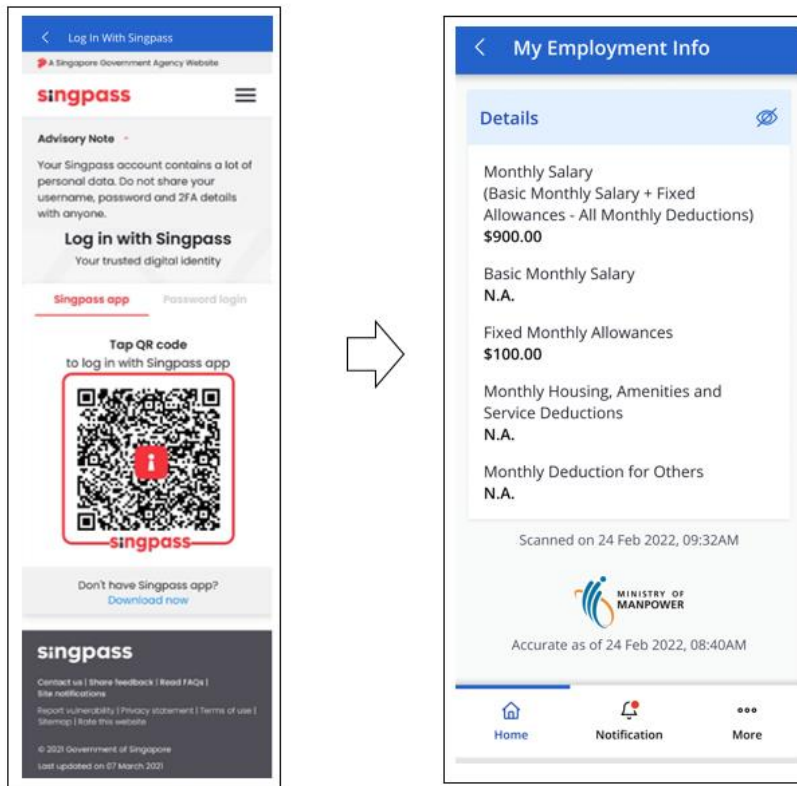 Log In With Singpass
A Singapore Government Agency Website
singpass
Advisory Note
Your Singpass account contains a lot of
personal data. Do not share your
username, password and 2FA details
with anyone.
Log in with Singpass
Your trusted digital identity
Singpass app
Password login
Tap QR code
to log in with Singpass app
singpass
Don't have Singpass app?
Download now
singpass
Contact us | Share feedback | Read FAQs |
Site notifications
Report vulnerability | Privacy statement | Terms of use |
Sitemap | Rate this website
© 2021 Government of Singapore
Last updated on 07 March 2021
My Employment Info
Details
Monthly Salary
(Basic Monthly Salary + Fixed
Allowances - All Monthly Deductions)
$900.00
Basic Monthly Salary
N.A.
Fixed Monthly Allowances
$100.00
Monthly Housing, Amenities and
Service Deductions
N.A.
Monthly Deduction for Others
N.A.
Scanned on 24 Feb 2022, 09:32AM
MINISTRY OF
MANPOWER
Accurate as of 24 Feb 2022, 08:40AM
Home
Notification
More